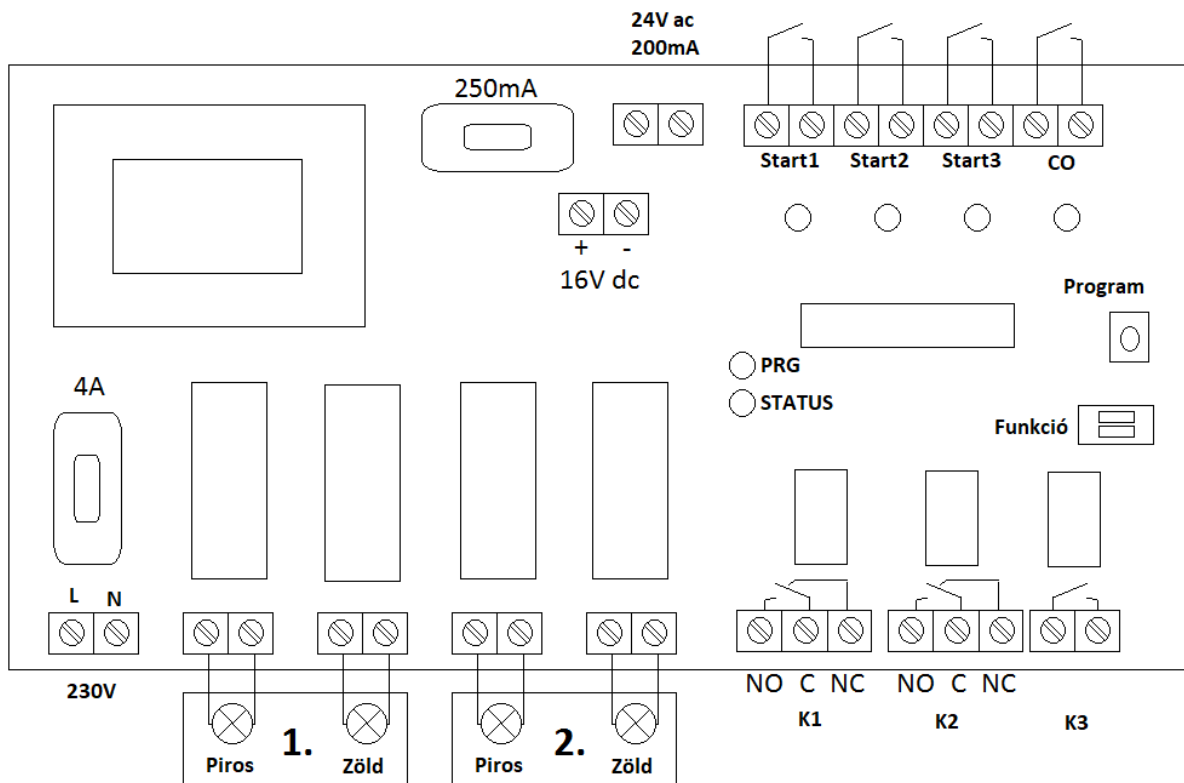 24V ac
200mA
250mA
Start1 Start2 Start3 CO
+ -
16V dc
Program
PRG
STATUS
4A
Funkció
L N
230V
NO C NC NO C NC
K1 K2 K3
1. 2.
Piros Zöld Piros Zöld